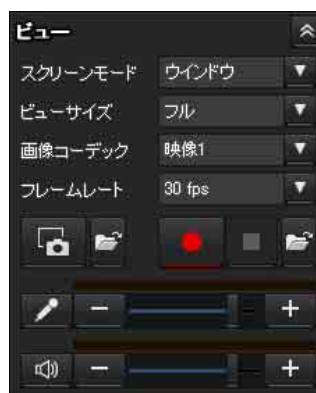 ビュー
スクリーンモード ウインドウ
ビューサイズ フル
画像コーデック 映像1
フレームレート 30 fps